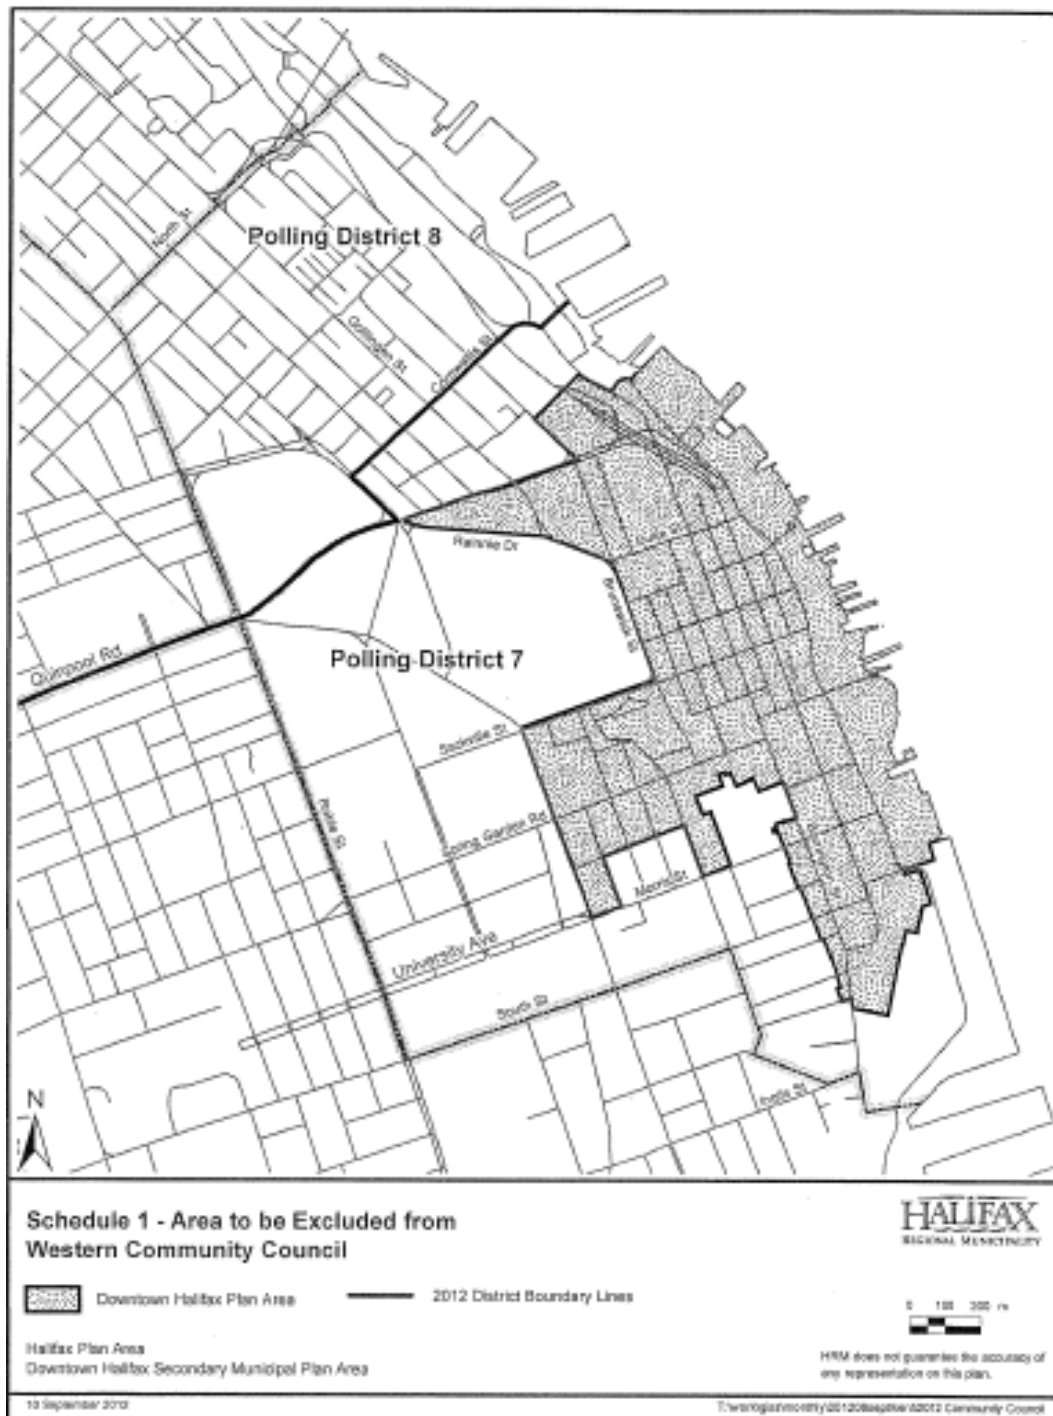 North St
Polling District 8
Gottingen St
Cornwallis St
Rainnie Dr
Brunswick St
Quinpool Rd
Polling District 7
Sackville St
Spring Garden Rd
Morris St
University Ave
South St
Inglis St
N
Schedule 1 - Area to be Excluded from
Western Community Council
HALIFAX
REGIONAL MUNICIPALITY
Downtown Halifax Plan Area
2012 District Boundary Lines
0 100 200 m
Halifax Plan Area
Downtown Halifax Secondary Municipal Plan Area
HRM does not guarantee the accuracy of
any representation on this plan.
10 September 2012